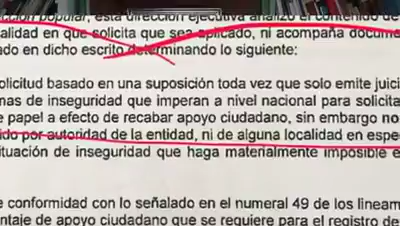 ección popular, esta dirección ejecutiva analizó el contenido de
alidad en que solicita que sea aplicado, ni acompaña docume
ado en dicho escrito determinando lo siguiente:
olicitud basado en una suposición toda vez que solo emite juici
nas de inseguridad que imperan a nivel nacional para solicita
e papel a efecto de recabar apoyo ciudadano, sin embargo no
ido por autoridad de la entidad, ni de alguna localidad en espe
ituación de inseguridad que haga materialmente imposible e
e conformidad con lo señalado en el numeral 49 de los lineam
ntaje de apoyo ciudadano que se requiere para el registro de